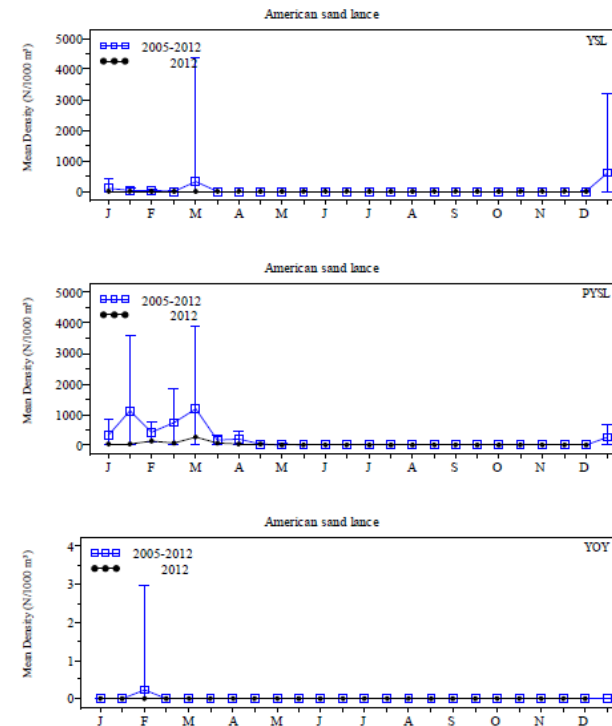 American sand lance
YSL
2005-2012
2012
Mean Density (N/1000 m³)
5000
4000
3000
2000
1000
0
J F M A M J J A S O N D
American sand lance
PYSL
2005-2012
2012
Mean Density (N/1000 m³)
5000
4000
3000
2000
1000
0
J F M A M J J A S O N D
American sand lance
YOY
2005-2012
2012
Mean Density (N/1000 m³)
4
3
2
1
0
J F M A M J J A S O N D